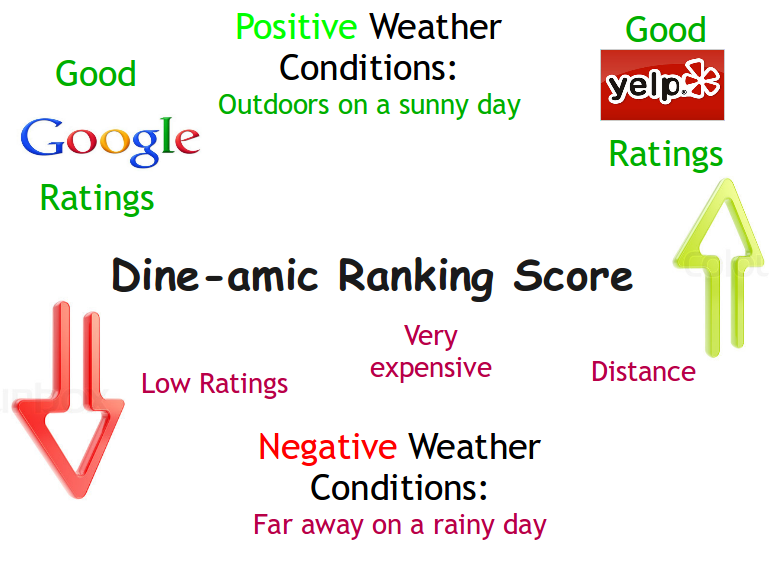 Positive Weather
Conditions:
Outdoors on a sunny day
Good
Google
Ratings
Good
yelp
Ratings
Dine-amic Ranking Score
Low Ratings
Very
expensive
Distance
Negative Weather
Conditions:
Far away on a rainy day